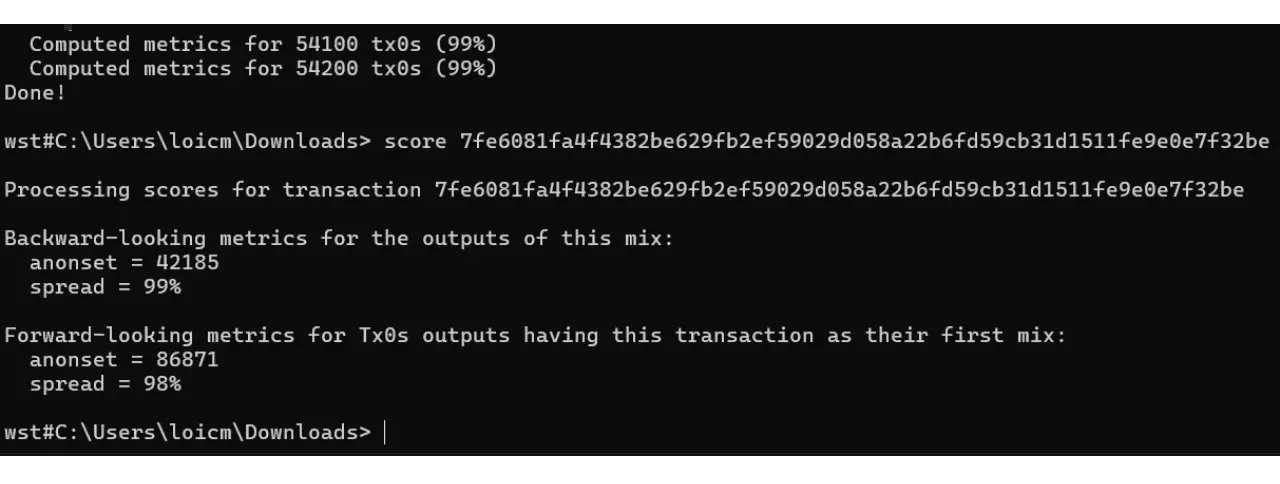 Computed metrics for 54100 tx0s (99%)
Computed metrics for 54200 tx0s (99%)
Done!
wst#C:\Users\loicm\Downloads> score 7fe6081fa4f4382be629fb2ef59029d058a22b6fd59cb31d1511fe9e0e7f32be
Processing scores for transaction 7fe6081fa4f4382be629fb2ef59029d058a22b6fd59cb31d1511fe9e0e7f32be
Backward-looking metrics for the outputs of this mix:
anonset = 42185
spread = 99%
Forward-looking metrics for Tx0s outputs having this transaction as their first mix:
anonset = 86871
spread = 98%
wst#C:\Users\loicm\Downloads>